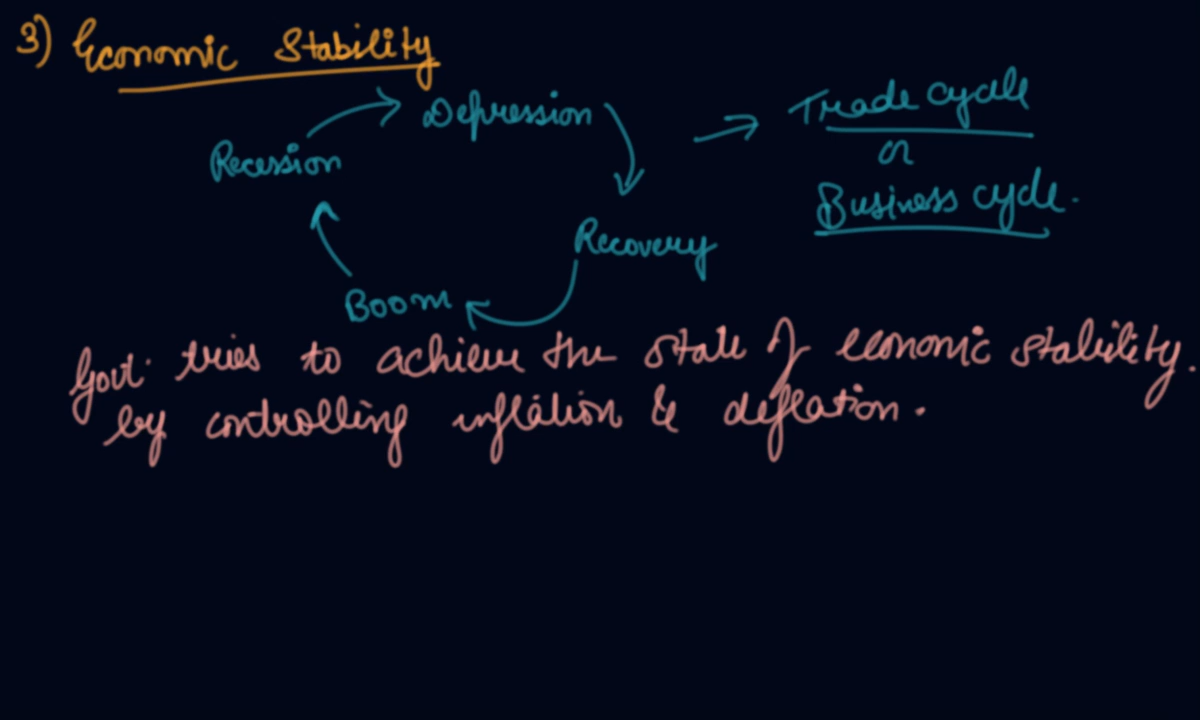 3) Economic Stability
Depression
Trade cycle
Recession
or
Business cycle.
Recovery
Boom
Govt. tries to achieve the state of economic stability.
by controlling inflation & deflation.